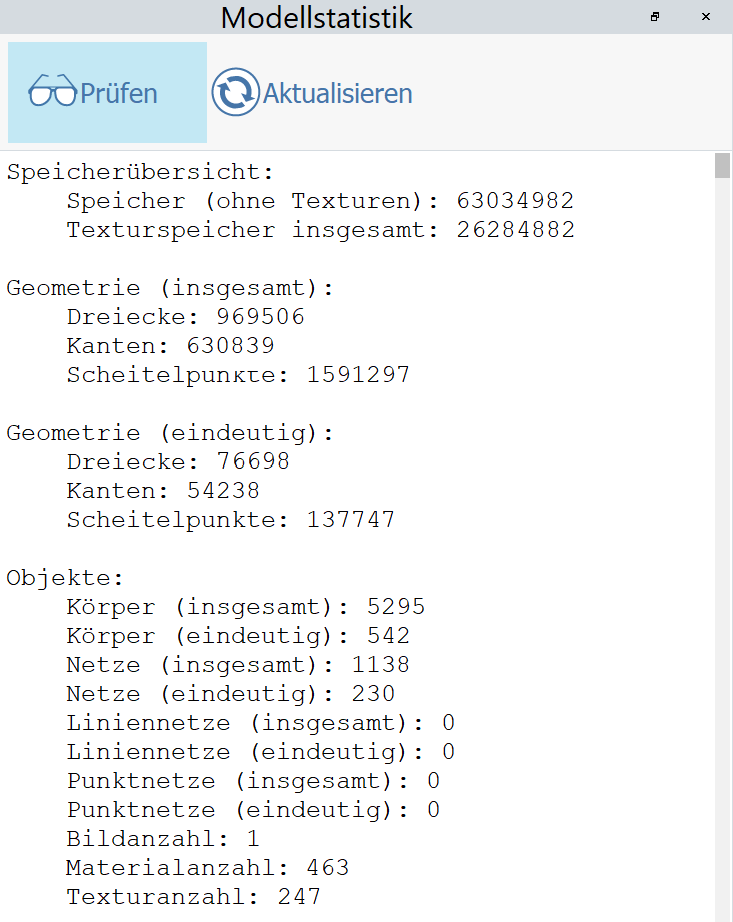 Modellstatistik
Prüfen
Aktualisieren
Speicherübersicht:
Speicher (ohne Texturen): 63034982
Texturspeicher insgesamt: 26284882
Geometrie (insgesamt):
Dreiecke: 969506
Kanten: 630839
Scheitelpunkte: 1591297
Geometrie (eindeutig):
Dreiecke: 76698
Kanten: 54238
Scheitelpunkte: 137747
Objekte:
Körper (insgesamt): 5295
Körper (eindeutig): 542
Netze (insgesamt): 1138
Netze (eindeutig): 230
Liniennetze (insgesamt): 0
Liniennetze (eindeutig): 0
Punktnetze (insgesamt): 0
Punktnetze (eindeutig): 0
Bildanzahl: 1
Materialanzahl: 463
Texturanzahl: 247